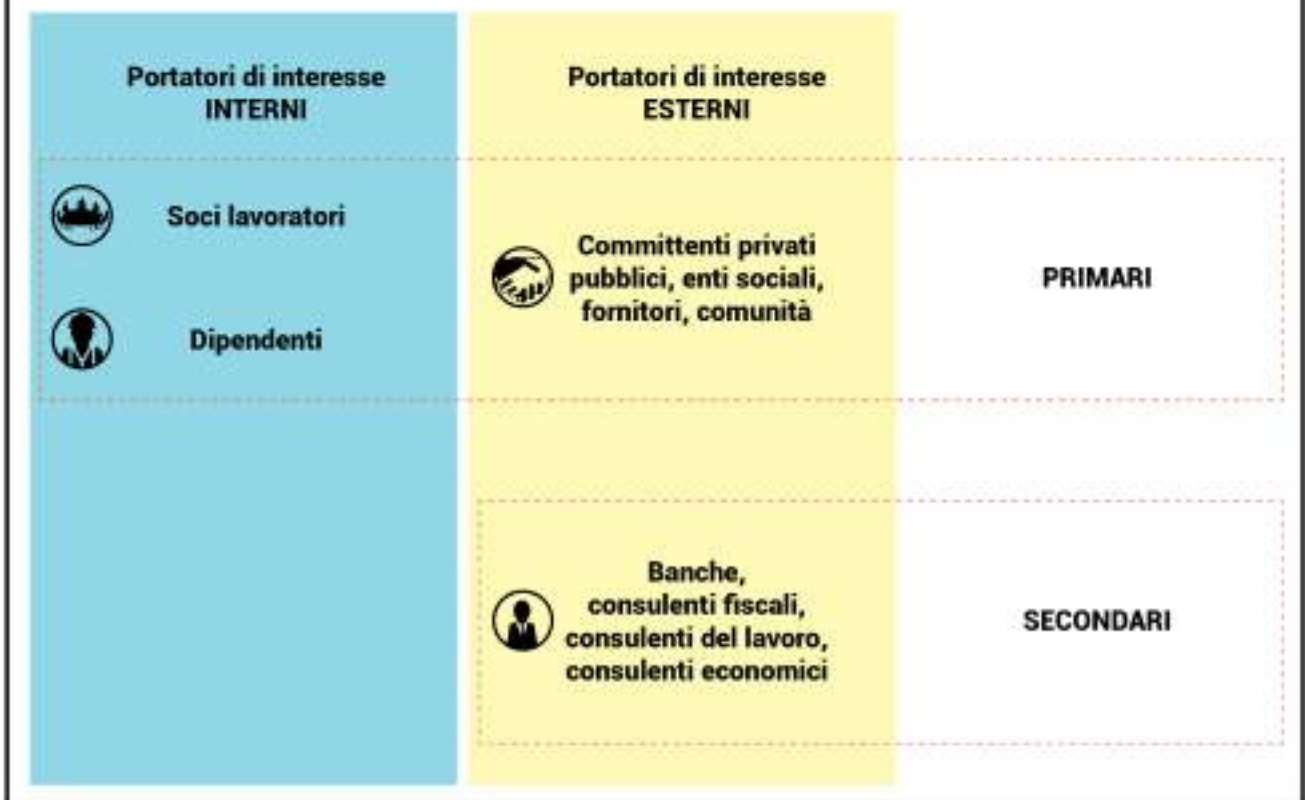 Portatori di interesse
INTERNI
Portatori di interesse
ESTERNI
Soci lavoratori
Dipendenti
Committenti privati
pubblici, enti sociali,
fornitori, comunità
PRIMARI
Banche,
consulenti fiscali,
consulenti del lavoro,
consulenti economici
SECONDARI